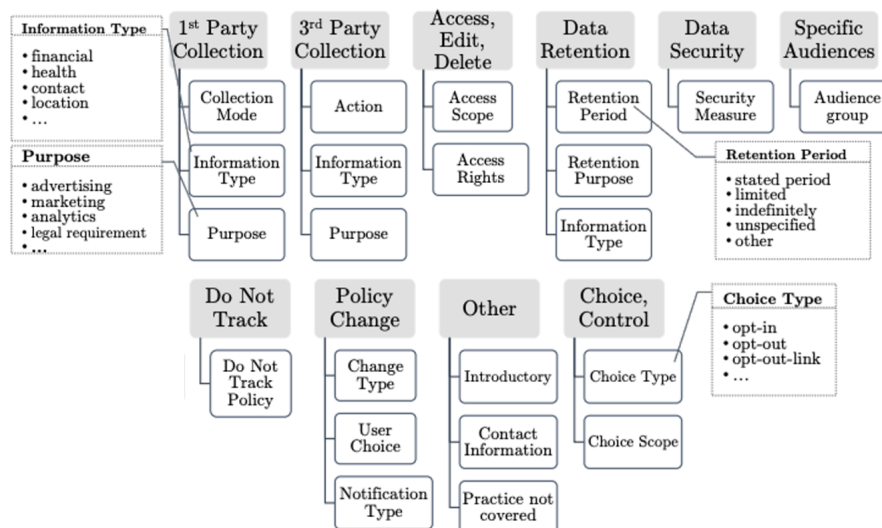 Information Type
• financial
• health
• contact
• location
• ...
Purpose
• advertising
• marketing
• analytics
• legal requirement
• ...
1st Party
Collection
Collection
Mode
Information
Type
Purpose
3rd Party
Collection
Action
Information
Type
Purpose
Access,
Edit,
Delete
Access
Scope
Access
Rights
Data
Retention
Retention
Period
Retention
Purpose
Information
Type
Data
Security
Security
Measure
Specific
Audiences
Audience
group
Retention Period
• stated period
• limited
• indefinitely
• unspecified
• other
Do Not
Track
Do Not
Track
Policy
Policy
Change
Change
Type
User
Choice
Notification
Type
Other
Introductory
Contact
Information
Practice not
covered
Choice,
Control
Choice Type
Choice Scope
Choice Type
• opt-in
• opt-out
• opt-out-link
• ...